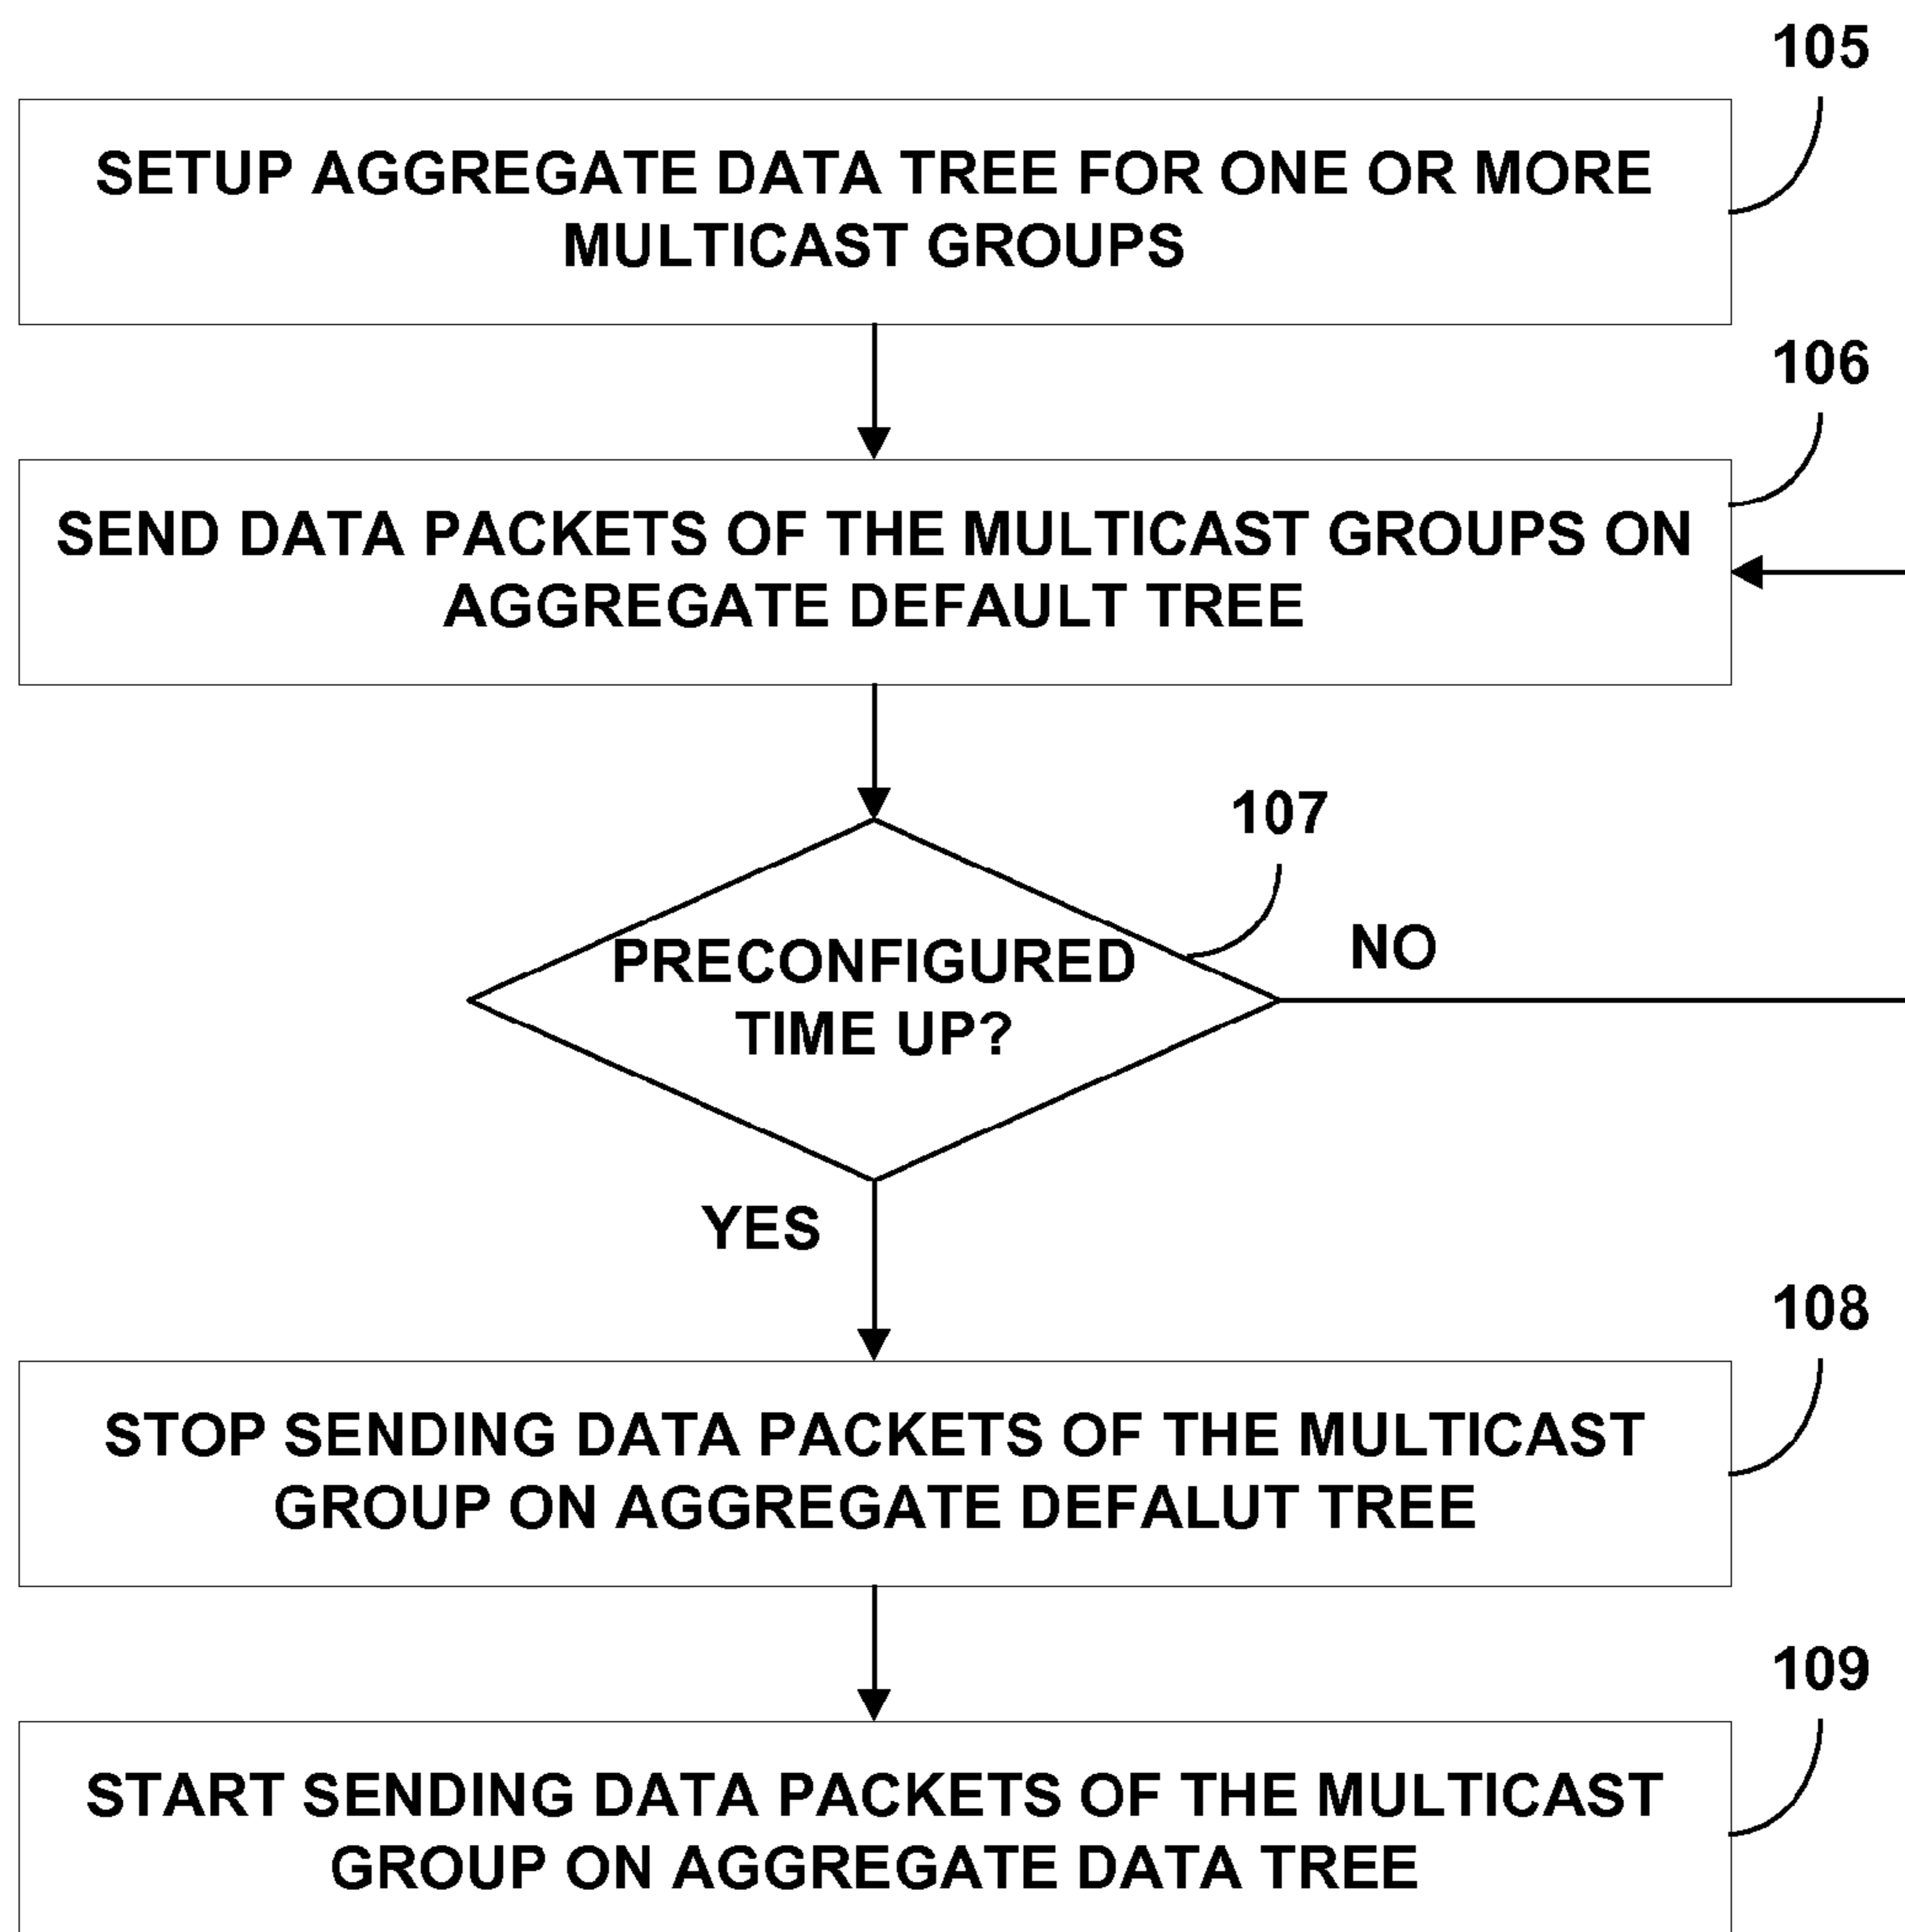 105
SETUP AGGREGATE DATA TREE FOR ONE OR MORE
MULTICAST GROUPS
106
SEND DATA PACKETS OF THE MULTICAST GROUPS ON
AGGREGATE DEFAULT TREE
107
PRECONFIGURED
TIME UP?
NO
YES
108
STOP SENDING DATA PACKETS OF THE MULTICAST
GROUP ON AGGREGATE DEFALUT TREE
109
START SENDING DATA PACKETS OF THE MULTICAST
GROUP ON AGGREGATE DATA TREE